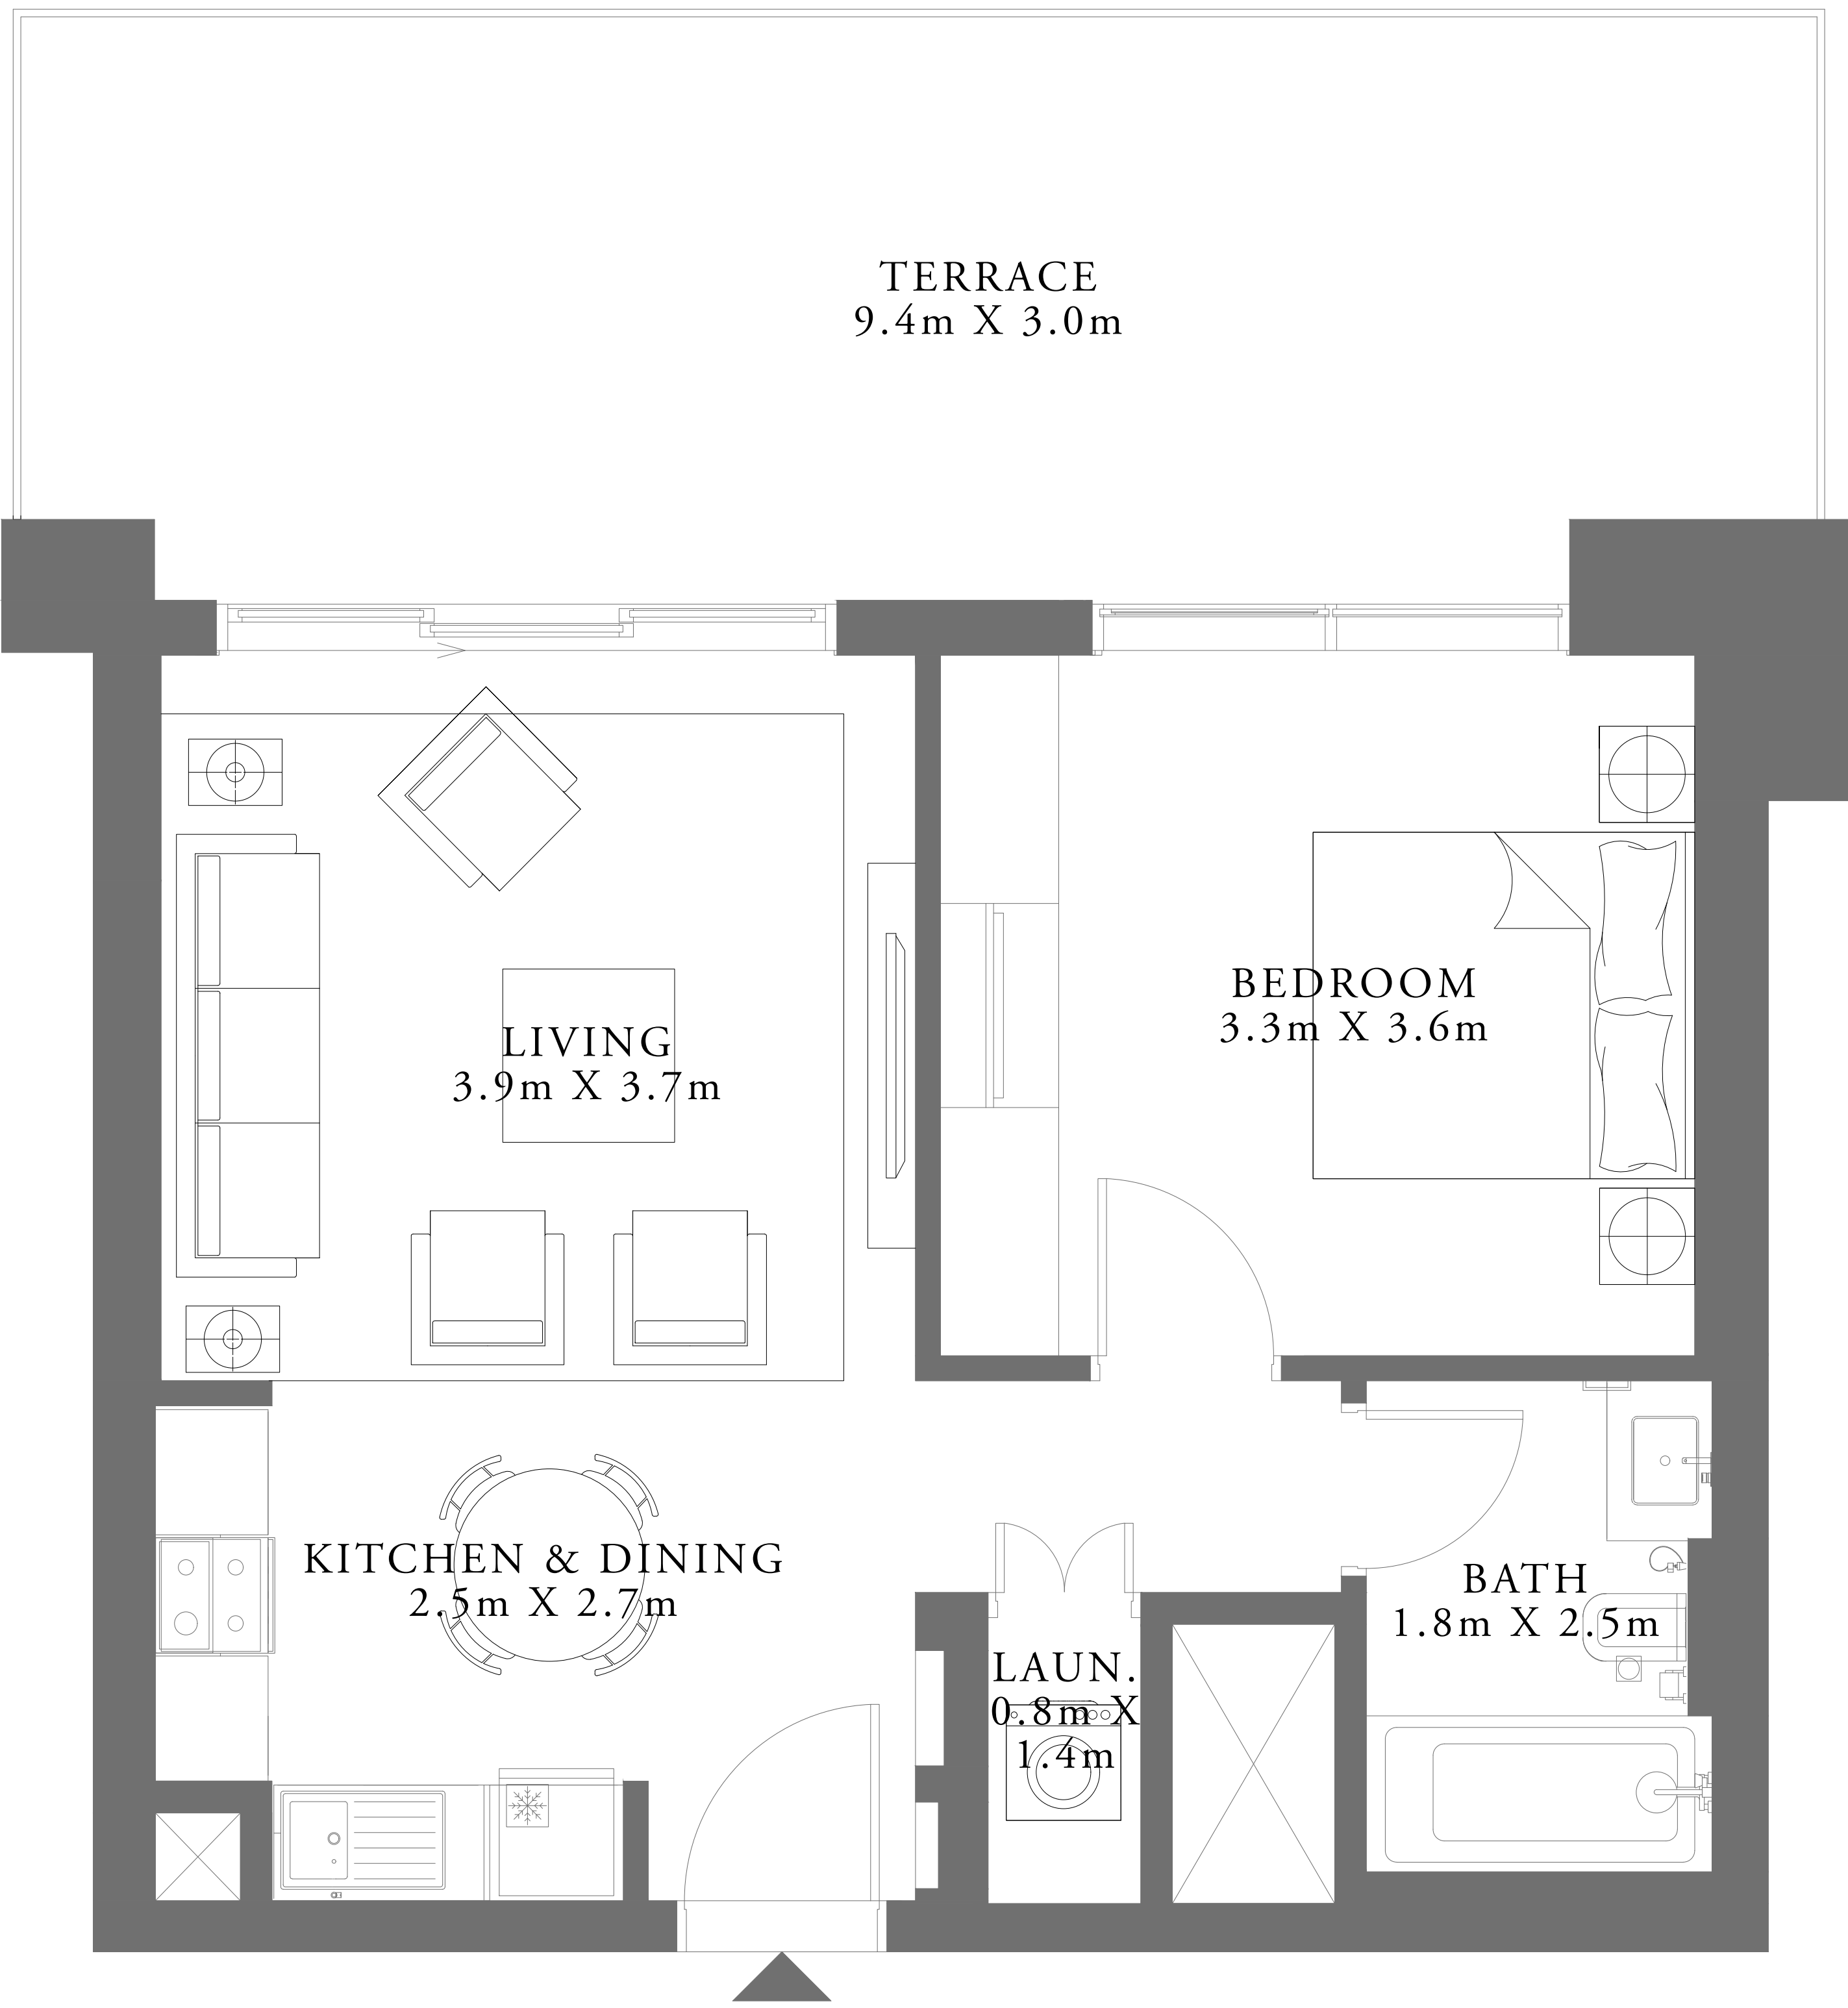 TERRACE
9.4m X 3.0m
BEDROOM
3.3m X 3.6m
LIVING
3.9m X 3.7m
KITCHEN & DINING
2.5m X 2.7m
BATH
1.8m X 2.5m
LAUN.
0.8m X
1.4m